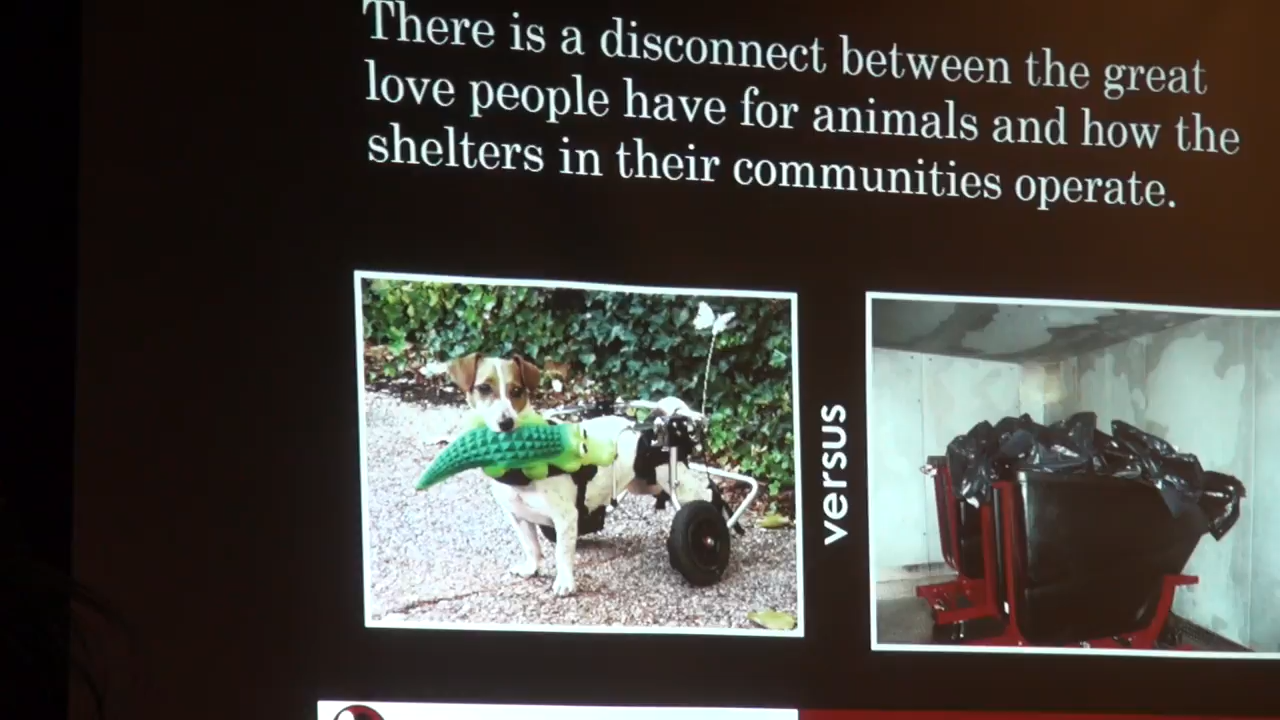 There is a disconnect between the great
love people have for animals and how the
shelters in their communities operate.
versus